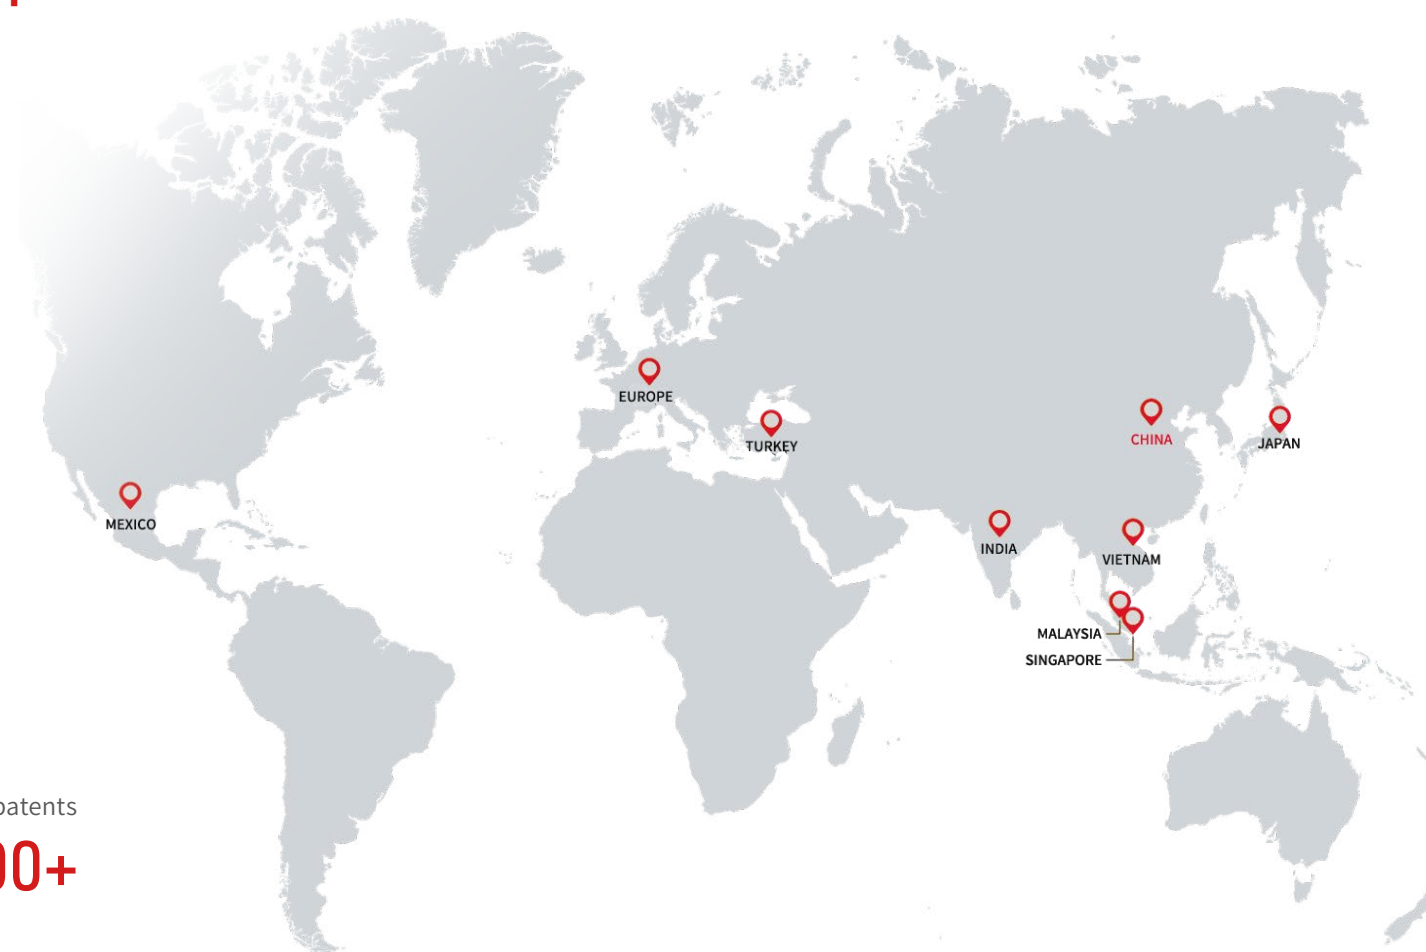 EUROPE
TURKEY
CHINA
JAPAN
MEXICO
INDIA
VIETNAM
MALAYSIA
SINGAPORE
patents
00+